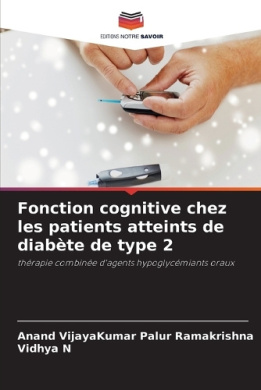 EDITIONS NOTRE SAVOIR
Fonction cognitive chez
les patients atteints de
diabète de type 2
thérapie combinée d'agents hypoglycémiants oraux
Anand VijayaKumar Palur Ramakrishna
Vidhya N